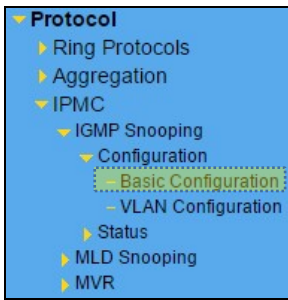 Protocol
Ring Protocols
Aggregation
IPMC
IGMP Snooping
Configuration
Basic Configuration
VLAN Configuration
Status
MLD Snooping
MVR